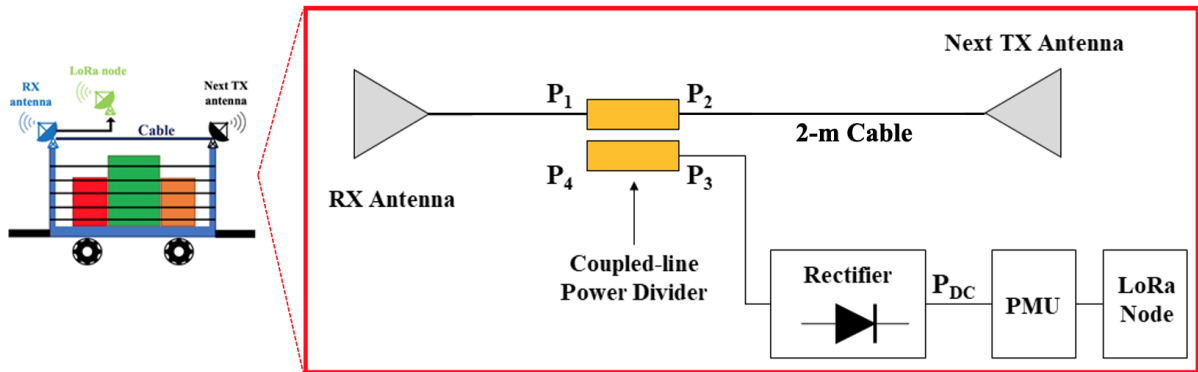 LoRa node
RX
antenna
Next TX
antenna
Cable
Next TX Antenna
P1
P2
2-m Cable
P4
P3
RX Antenna
Coupled-line
Power Divider
Rectifier
PDC
PMU
LoRa
Node